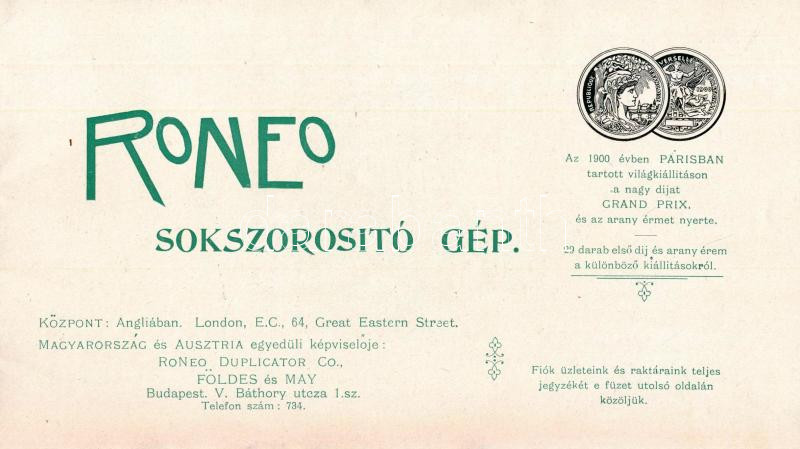 RONEO
SOKSZOROSITÓ GÉP.
KÖZPONT: Angliában. London, E.C., 64, Great Eastern Street.
MAGYARORSZÁG és AUSZTRIA egyedüli képviselője:
RONEO DUPLICATOR CO.,
FÖLDES és MAY
Budapest. V. Báthory utcza 1.sz.
Telefon szám: 734.
REPUBLIQUE
1900
Az 1900 évben PÁRISBAN
tartott világkiállitáson
a nagy dijat
GRAND PRIX,
és az arany érmet nyerte.
29 darab első dij és arany érem
a különböző kiállitásokról.
Fiók üzleteink és raktáraink teljes
jegyzékét e füzet utolsó oldalán
közöljük.